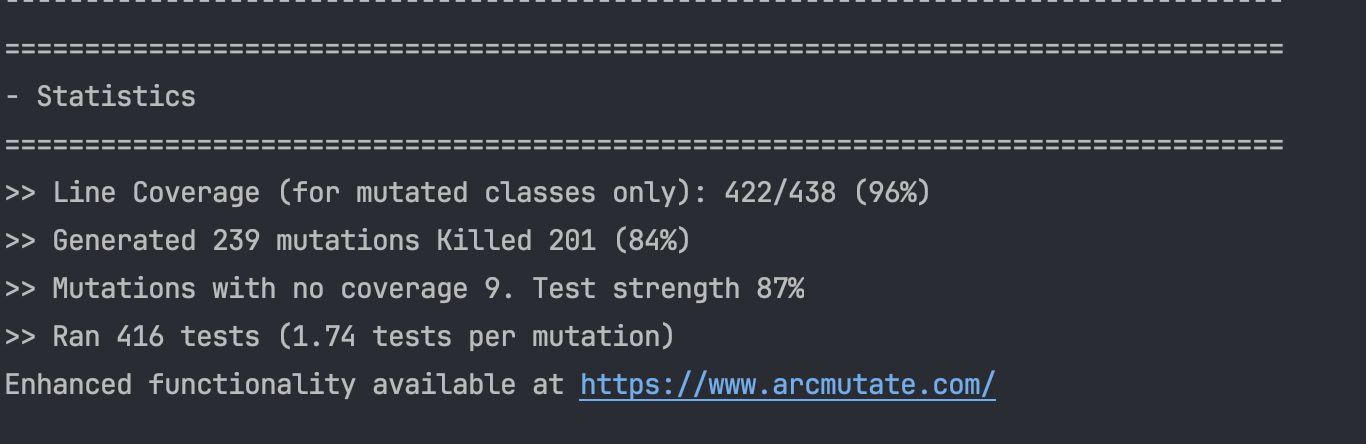 --------------------------------------------------------------------------------
================================================================================
- Statistics
================================================================================
>> Line Coverage (for mutated classes only): 422/438 (96%)
>> Generated 239 mutations Killed 201 (84%)
>> Mutations with no coverage 9. Test strength 87%
>> Ran 416 tests (1.74 tests per mutation)
Enhanced functionality available at https://www.arcmutate.com/